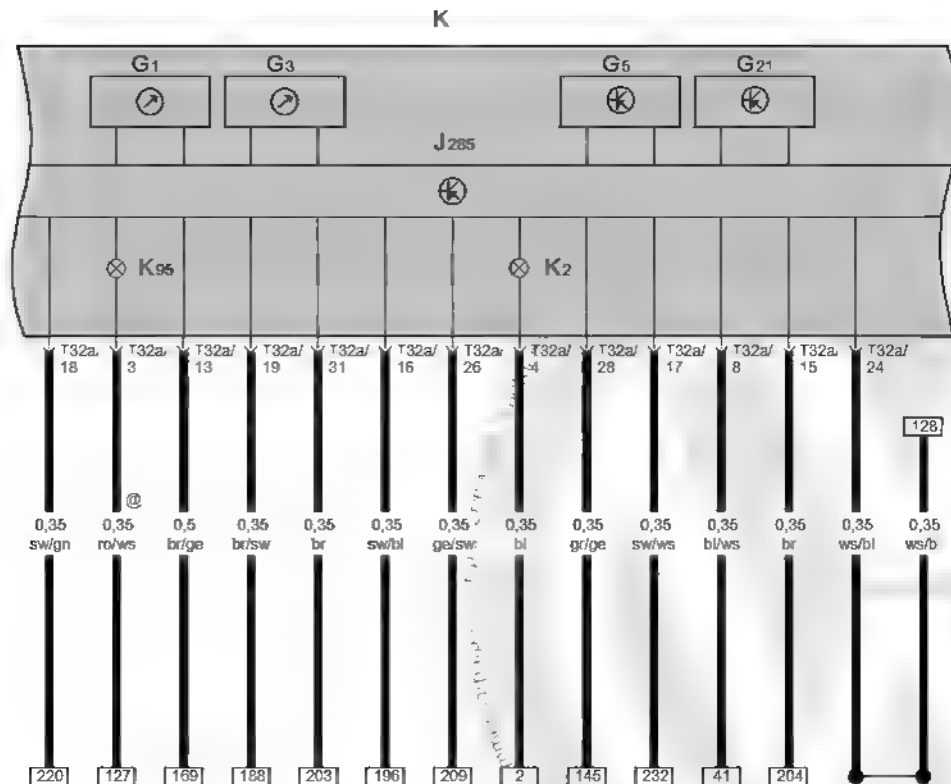 K
G1 G3 G5 G21
J285
K95 K2
T32a/ T32a/ T32a/ T32a/ T32a/ T32a/ T32a/ T32a/ T32a/ T32a/ T32a/ T32a/ T32a/
18 3 13 19 31 16 26 4 28 17 8 15 24
128
@
0,35 0,35 0,5 0,35 0,35 0,35 0,35 0,35 0,35 0,35 0,35 0,35 0,35 0,35
sw/gn ro/ws br/ge br/sw br sw/bl ge/sw bl gr/ge sw/ws bl/ws br ws/bl ws/b
220 127 169 188 203 196 209 2 145 232 41 204